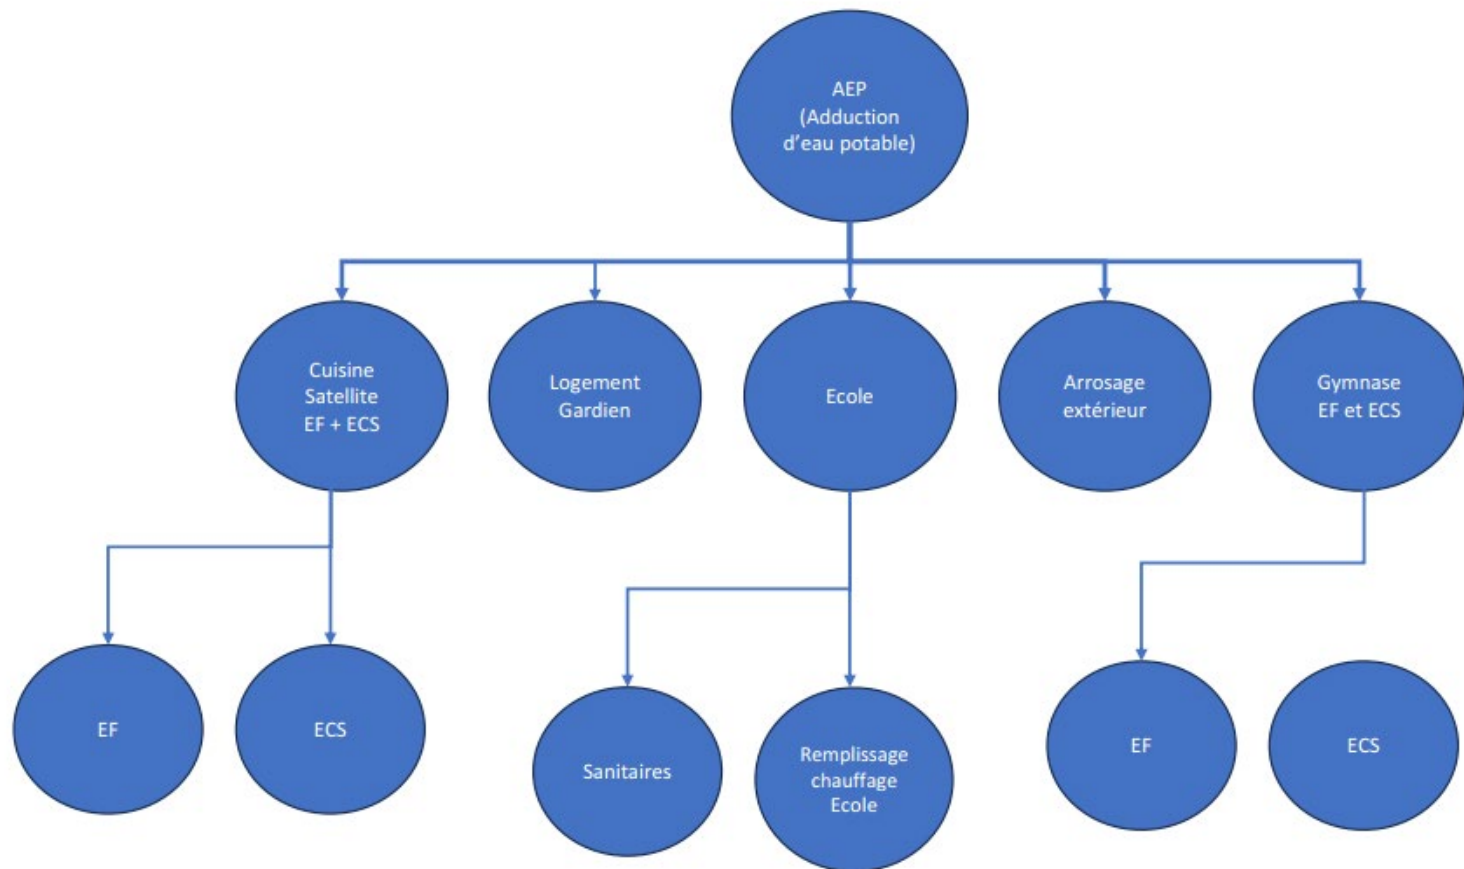 AEP
(Adduction
d’eau potable)
Cuisine
Satellite
EF + ECS
Logement
Gardien
Ecole
Arrosage
extérieur
Gymnase
EF et ECS
EF
ECS
Sanitaires
Remplissage
chauffage
Ecole
EF
ECS